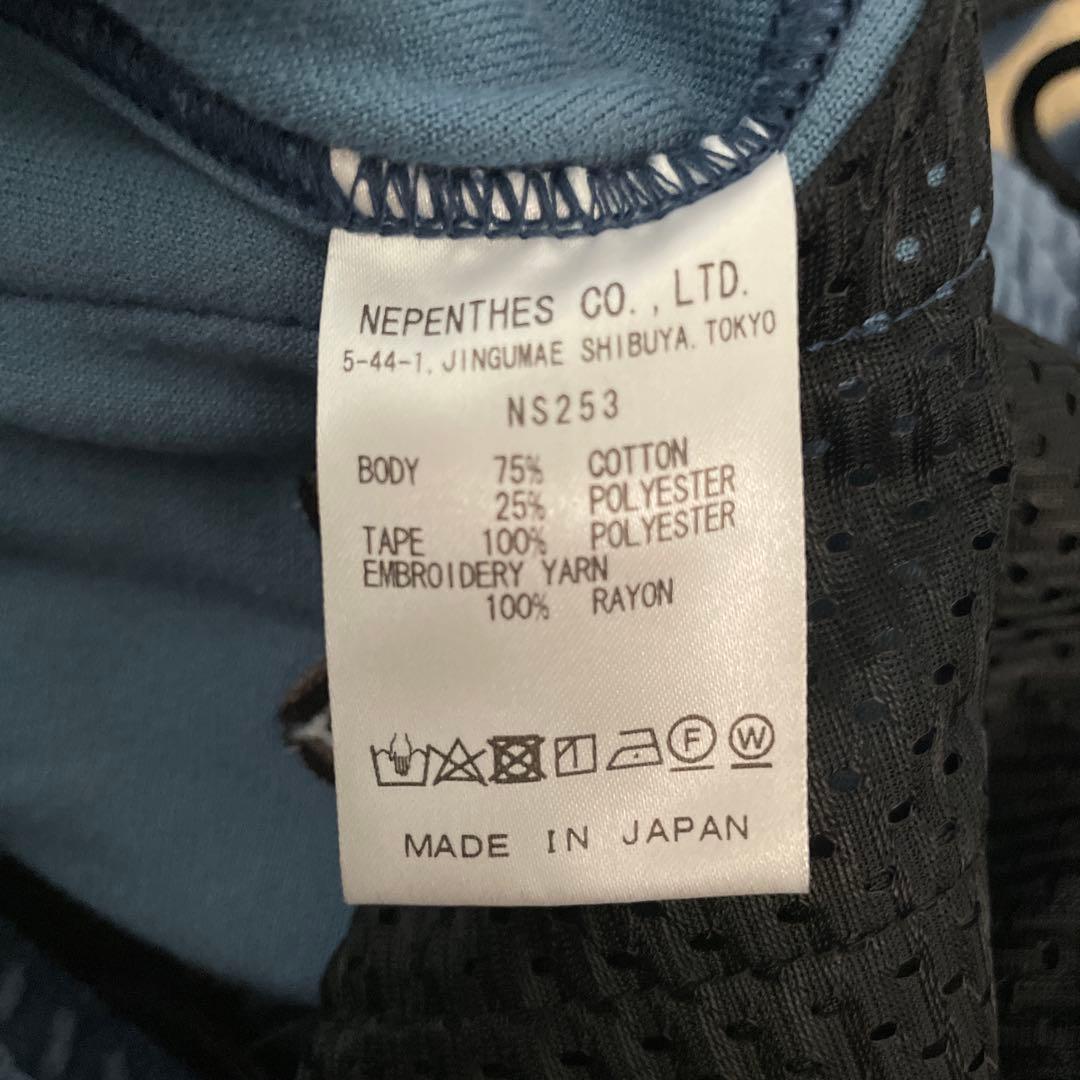 NEPENTHES CO., LTD.
5-44-1, JINGUMAE SHIBUYA, TOKYO
NS253
BODY 75% COTTON
25% POLYESTER
TAPE 100% POLYESTER
EMBROIDERY YARN
100% RAYON
F W
MADE IN JAPAN